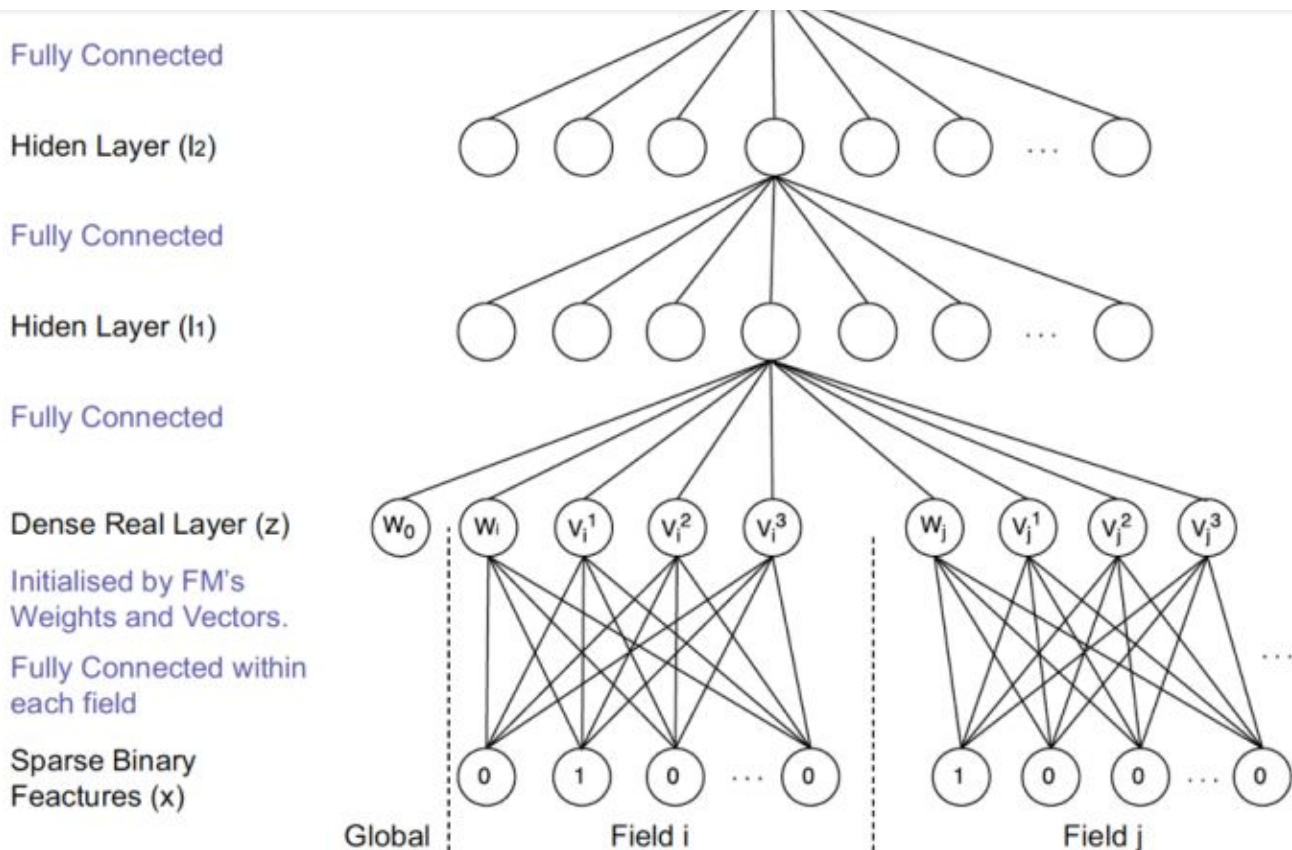 Fully Connected
Hiden Layer (l₂)
...
Fully Connected
Hiden Layer (l₁)
...
Fully Connected
Dense Real Layer (z)
W₀ Wᵢ Vᵢ¹ Vᵢ² Vᵢ³ Wⱼ Vⱼ¹ Vⱼ² Vⱼ³
Initialised by FM's
Weights and Vectors.
Fully Connected within
each field
...
Sparse Binary
Feactures (x)
0 1 0 ... 0 1 0 0 ... 0
Global Field i Field j